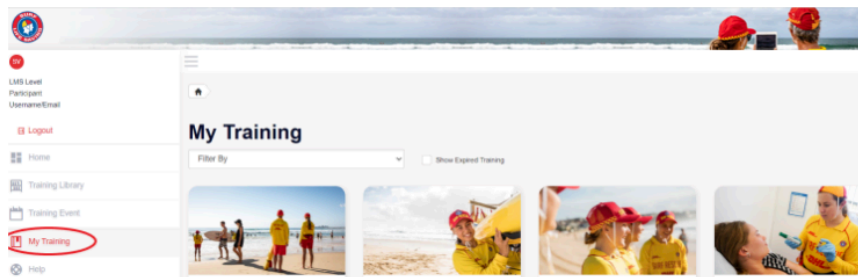 SV
LMS Level
Participant
Username/Email
Logout
Home
Training Library
Training Event
My Training
Help
My Training
Filter By
Show Expired Training